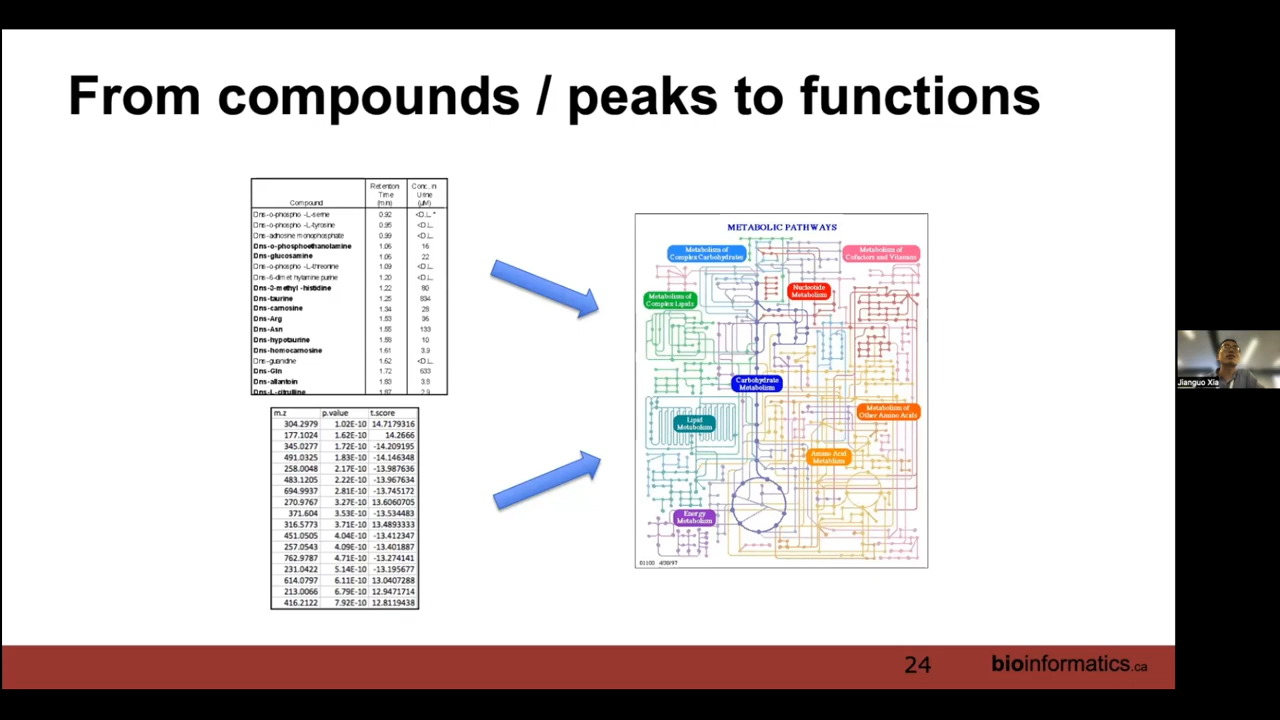 From compounds / peaks to functions
Compound Retention Time (min) Conc. in Urine (µM)
Dns-o-phospho -L-serine 0.92 <D.L.*
Dns-o-phospho -L-tyrosine 0.95 <D.L.
Dns-adnosine monophosphate 0.99 <D.L.
Dns-o-phosphoethanolamine 1.06 16
Dns-glucosamine 1.06 22
Dns-o-phospho -L-threonine 1.09 <D.L.
Dns-6-dimet hylamine purine 1.20 <D.L.
Dns-3-methyl -histidine 1.22 80
Dns-taurine 1.25 834
Dns-carnosine 1.34 28
Dns-Arg 1.53 36
Dns-Asn 1.55 133
Dns-hypotaurine 1.58 10
Dns-homocarnosine 1.61 3.9
Dns-guanidine 1.62 <D.L.
Dns-Gln 1.72 633
Dns-allantoin 1.83 3.8
Dns-L-citrulline 1.87 2.9
m.z p.value t.score
304.2979 1.02E-10 14.7179316
177.1024 1.62E-10 14.2666
345.0277 1.72E-10 -14.209195
491.0325 1.83E-10 -14.146348
258.0048 2.17E-10 -13.987636
483.1205 2.22E-10 -13.967634
694.9937 2.81E-10 -13.745172
270.9767 3.27E-10 13.6060705
371.604 3.53E-10 -13.534483
316.5773 3.71E-10 13.4893333
451.0505 4.04E-10 -13.412347
257.0543 4.09E-10 -13.401887
762.9787 4.71E-10 -13.274141
231.0422 5.14E-10 -13.195677
614.0797 6.11E-10 13.0407288
213.0066 6.79E-10 12.9471714
416.2122 7.92E-10 12.8119438
METABOLIC PATHWAYS
Metabolism of Complex Carbohydrates
Metabolism of Cofactors and Vitamins
Nucleotide Metabolism
Metabolism of Complex Lipids
Carbohydrate Metabolism
Metabolism of Other Amino Acids
Lipid Metabolism
Amino Acid Metabolism
Energy Metabolism
01100 4/30/97
Jianguo Xia
24
bioinformatics.ca